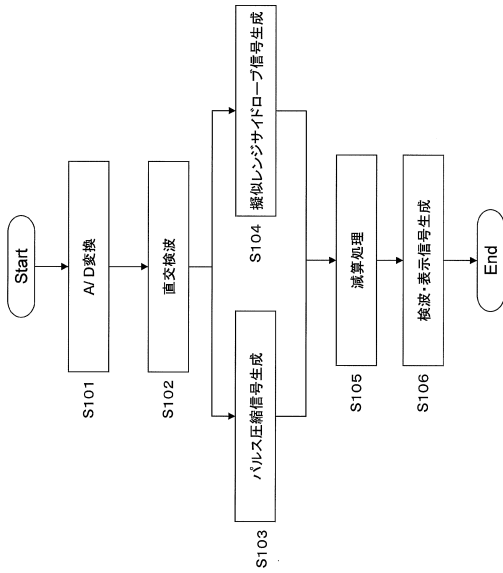 Start
A/D変換
S101
直交検波
S102
パルス圧縮信号生成
S103
擬似レンジサイドローブ信号生成
S104
減算処理
S105
検波・表示信号生成
S106
End